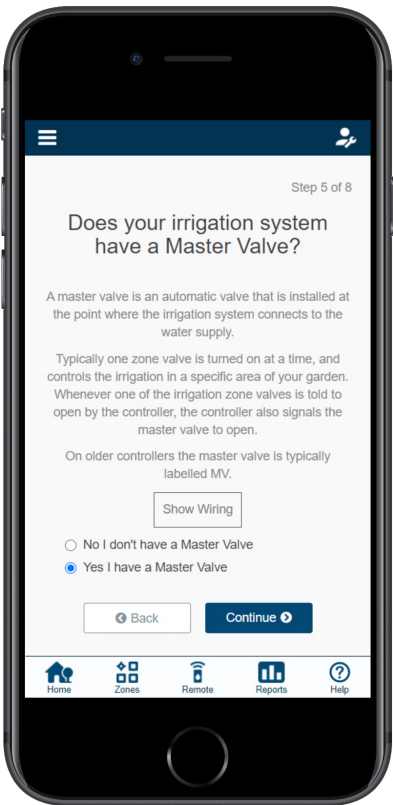 Step 5 of 8
Does your irrigation system
have a Master Valve?
A master valve is an automatic valve that is installed at
the point where the irrigation system connects to the
water supply.
Typically one zone valve is turned on at a time, and
controls the irrigation in a specific area of your garden.
Whenever one of the irrigation zone valves is told to
open by the controller, the controller also signals the
master valve to open.
On older controllers the master valve is typically
labelled MV.
Show Wiring
No I don't have a Master Valve
Yes I have a Master Valve
Back
Continue
Home
Zones
Remote
Reports
Help